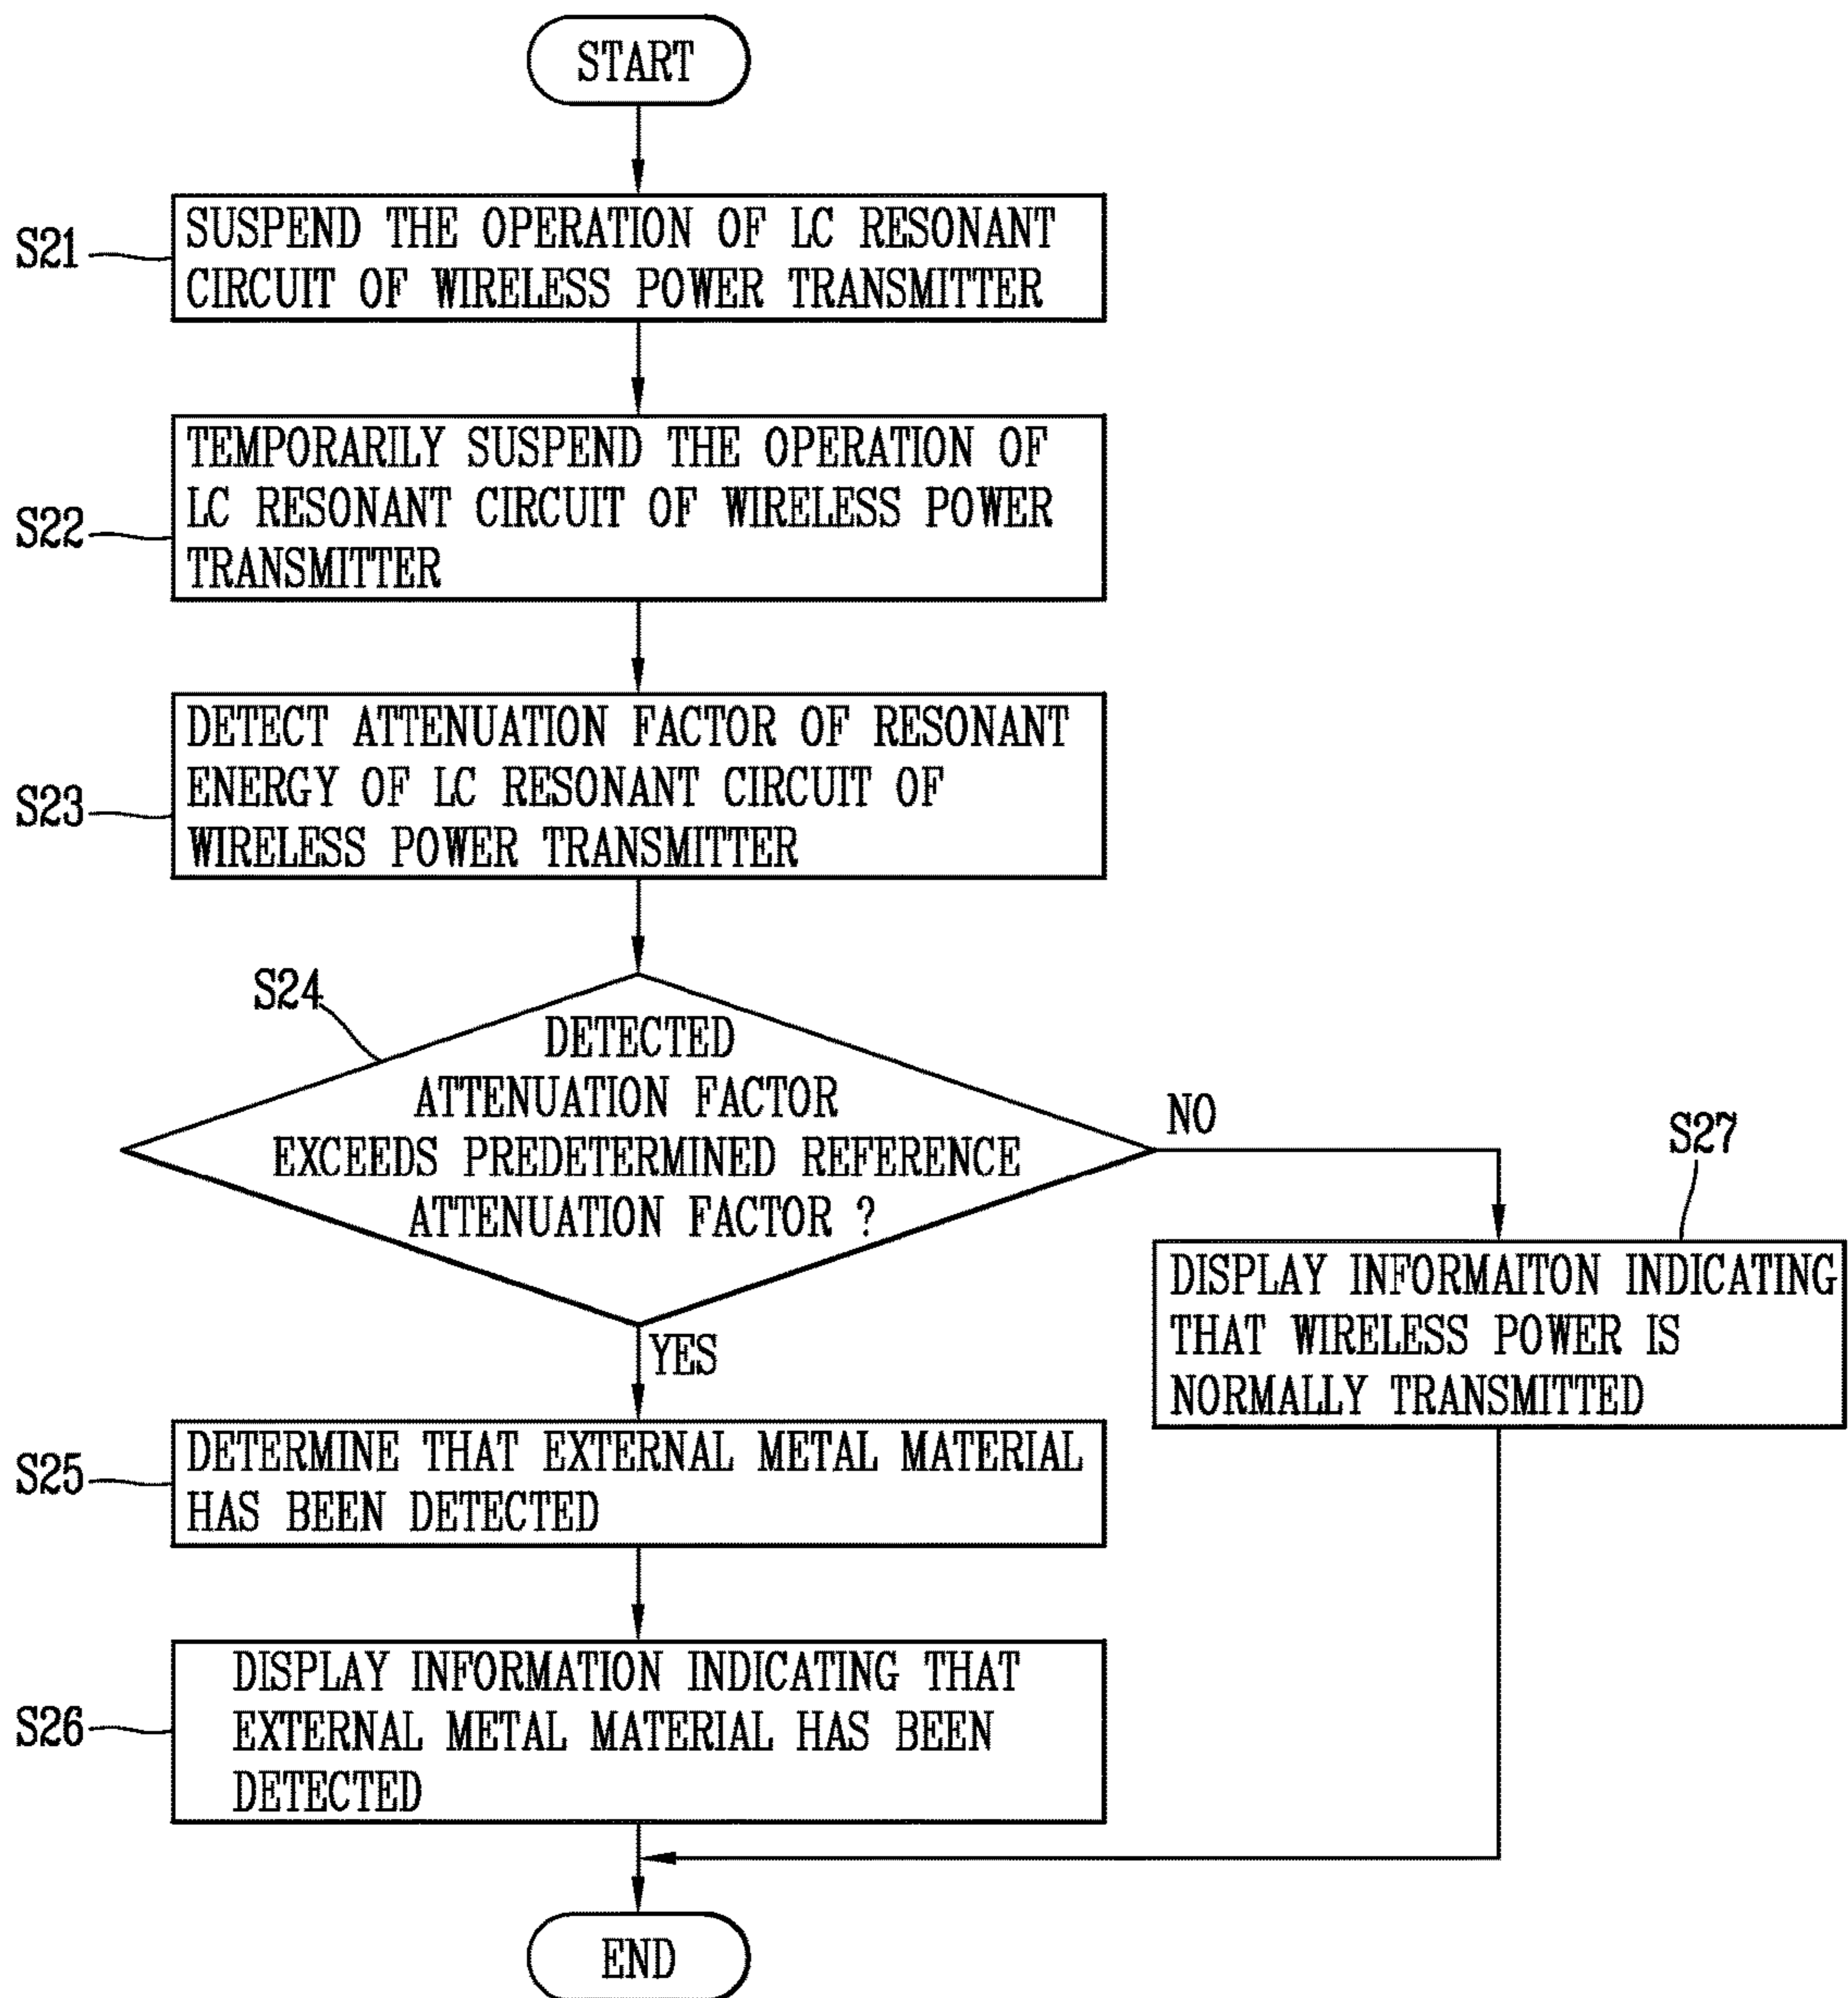 START
S21
SUSPEND THE OPERATION OF LC RESONANT
CIRCUIT OF WIRELESS POWER TRANSMITTER
S22
TEMPORARILY SUSPEND THE OPERATION OF
LC RESONANT CIRCUIT OF WIRELESS POWER
TRANSMITTER
S23
DETECT ATTENUATION FACTOR OF RESONANT
ENERGY OF LC RESONANT CIRCUIT OF
WIRELESS POWER TRANSMITTER
S24
DETECTED
ATTENUATION FACTOR
EXCEEDS PREDETERMINED REFERENCE
ATTENUATION FACTOR ?
NO
S27
DISPLAY INFORMAITON INDICATING
THAT WIRELESS POWER IS
NORMALLY TRANSMITTED
YES
S25
DETERMINE THAT EXTERNAL METAL MATERIAL
HAS BEEN DETECTED
S26
DISPLAY INFORMATION INDICATING THAT
EXTERNAL METAL MATERIAL HAS BEEN
DETECTED
END